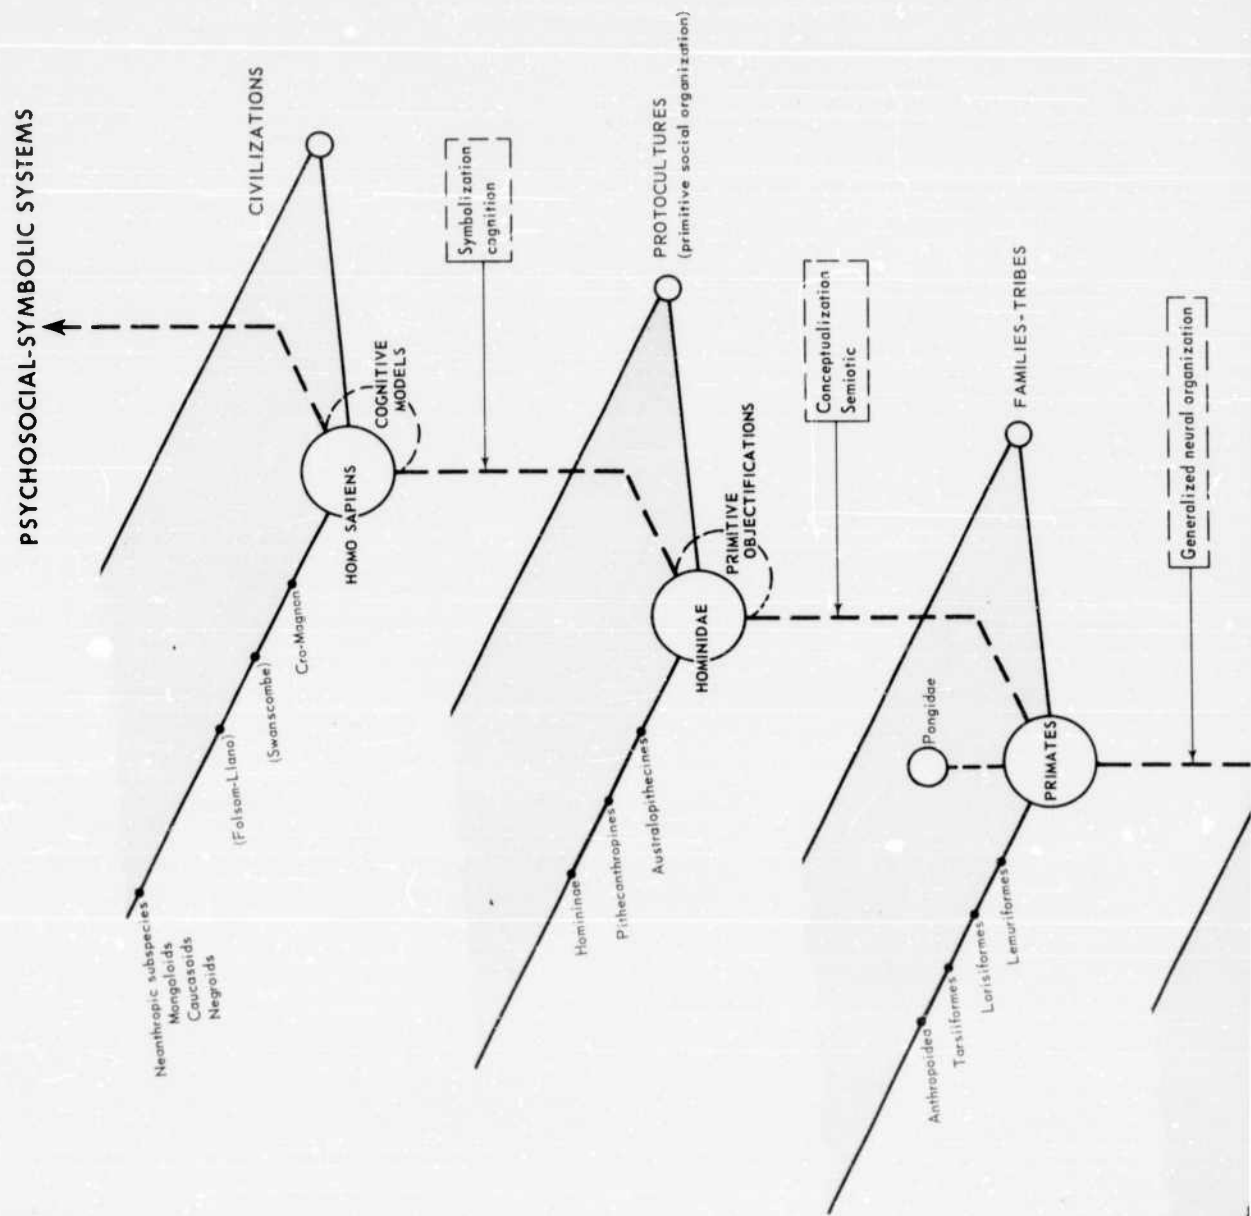 PSYCHOSOCIAL-SYMBOLIC SYSTEMS
CIVILIZATIONS
Symbolization
cognition
COGNITIVE
MODELS
HOMO SAPIENS
Cro-Magnon
(Swanscombe)
(Folsom-Llano)
Neanthropic subspecies
Mongoloids
Caucasoids
Negroids
PROTOCULTURES
(primitive social organization)
Conceptualization
Semiotic
PRIMITIVE
OBJECTIFICATIONS
HOMINIDAE
Australopithecines
Pithecanthropines
Homininae
FAMILIES-TRIBES
Generalized neural organization
Pongidae
PRIMATES
Lemuriformes
Lorisiformes
Tarsiiformes
Anthropoidea